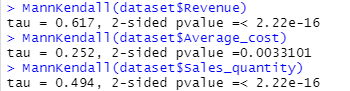 > MannKendall(dataset$Revenue)
tau = 0.617, 2-sided pvalue =< 2.22e-16
> MannKendall(dataset$Average_cost)
tau = 0.252, 2-sided pvalue =0.0033101
> MannKendall(dataset$Sales_quantity)
tau = 0.494, 2-sided pvalue =< 2.22e-16